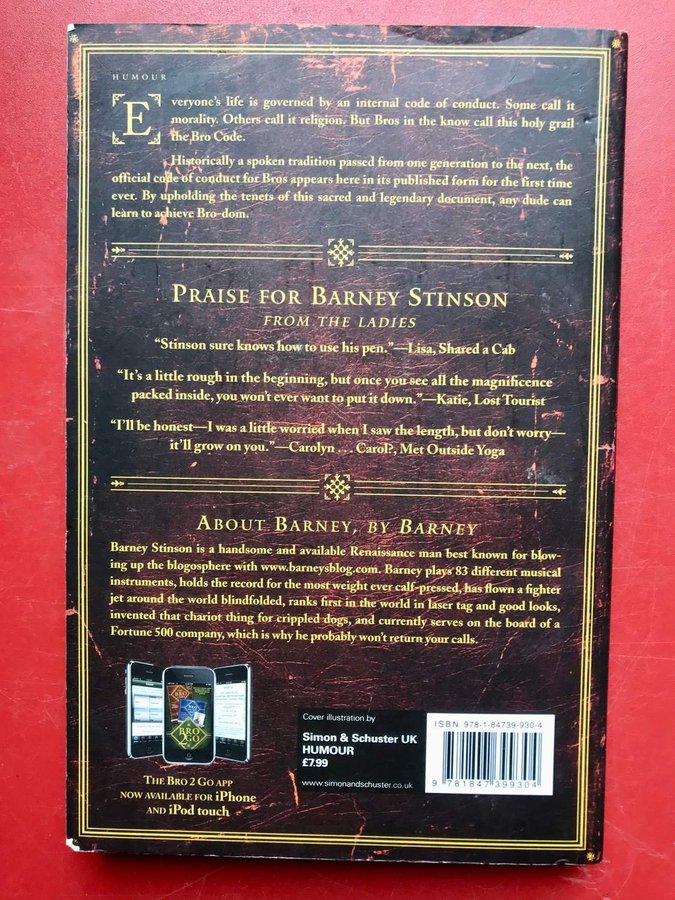 HUMOUR
Everyone's life is governed by an internal code of conduct. Some call it
morality. Others call it religion. But Bros in the know call this holy grail
the Bro Code.
Historically a spoken tradition passed from one generation to the next, the
official code of conduct for Bros appears here in its published form for the first time
ever. By upholding the tenets of this sacred and legendary document, any dude can
learn to achieve Bro-dom.
PRAISE FOR BARNEY STINSON
FROM THE LADIES
“Stinson sure knows how to use his pen.”—Lisa, Shared a Cab
“It's a little rough in the beginning, but once you see all the magnificence
packed inside, you won't ever want to put it down.”—Katie, Lost Tourist
“I'll be honest—I was a little worried when I saw the length, but don't worry—
it'll grow on you.”—Carolyn . . . Carol?, Met Outside Yoga
ABOUT BARNEY, BY BARNEY
Barney Stinson is a handsome and available Renaissance man best known for blow-
ing up the blogosphere with www.barneysblog.com. Barney plays 83 different musical
instruments, holds the record for the most weight ever calf-pressed, has flown a fighter
jet around the world blindfolded, ranks first in the world in laser tag and good looks,
invented that chariot thing for crippled dogs, and currently serves on the board of a
Fortune 500 company, which is why he probably won't return your calls.
BRO
BRO
GO
THE BRO 2 GO APP
NOW AVAILABLE FOR iPhone
AND iPod touch
Cover illustration by
Simon & Schuster UK
HUMOUR
£7.99
www.simonandschuster.co.uk
ISBN 978-1-84739-930-4
9 781847 399304